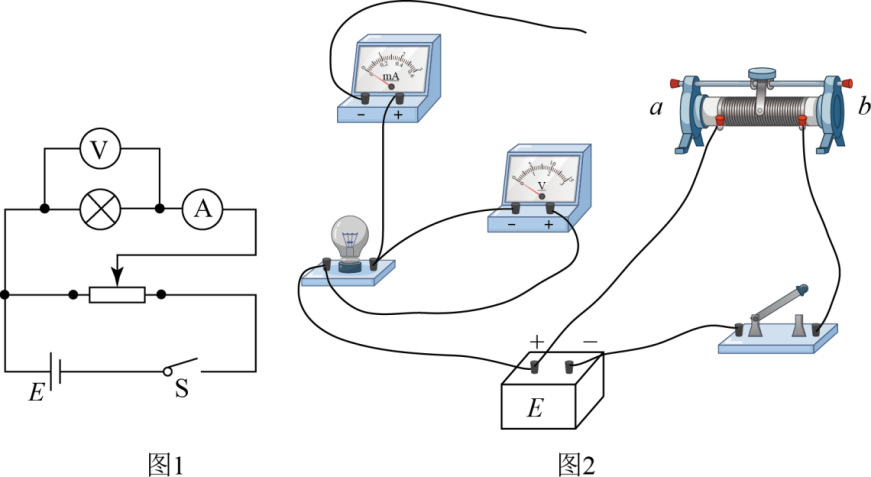 V
A
E
S
图1
mA
− +
V
− +
a
b
+ −
E
图2